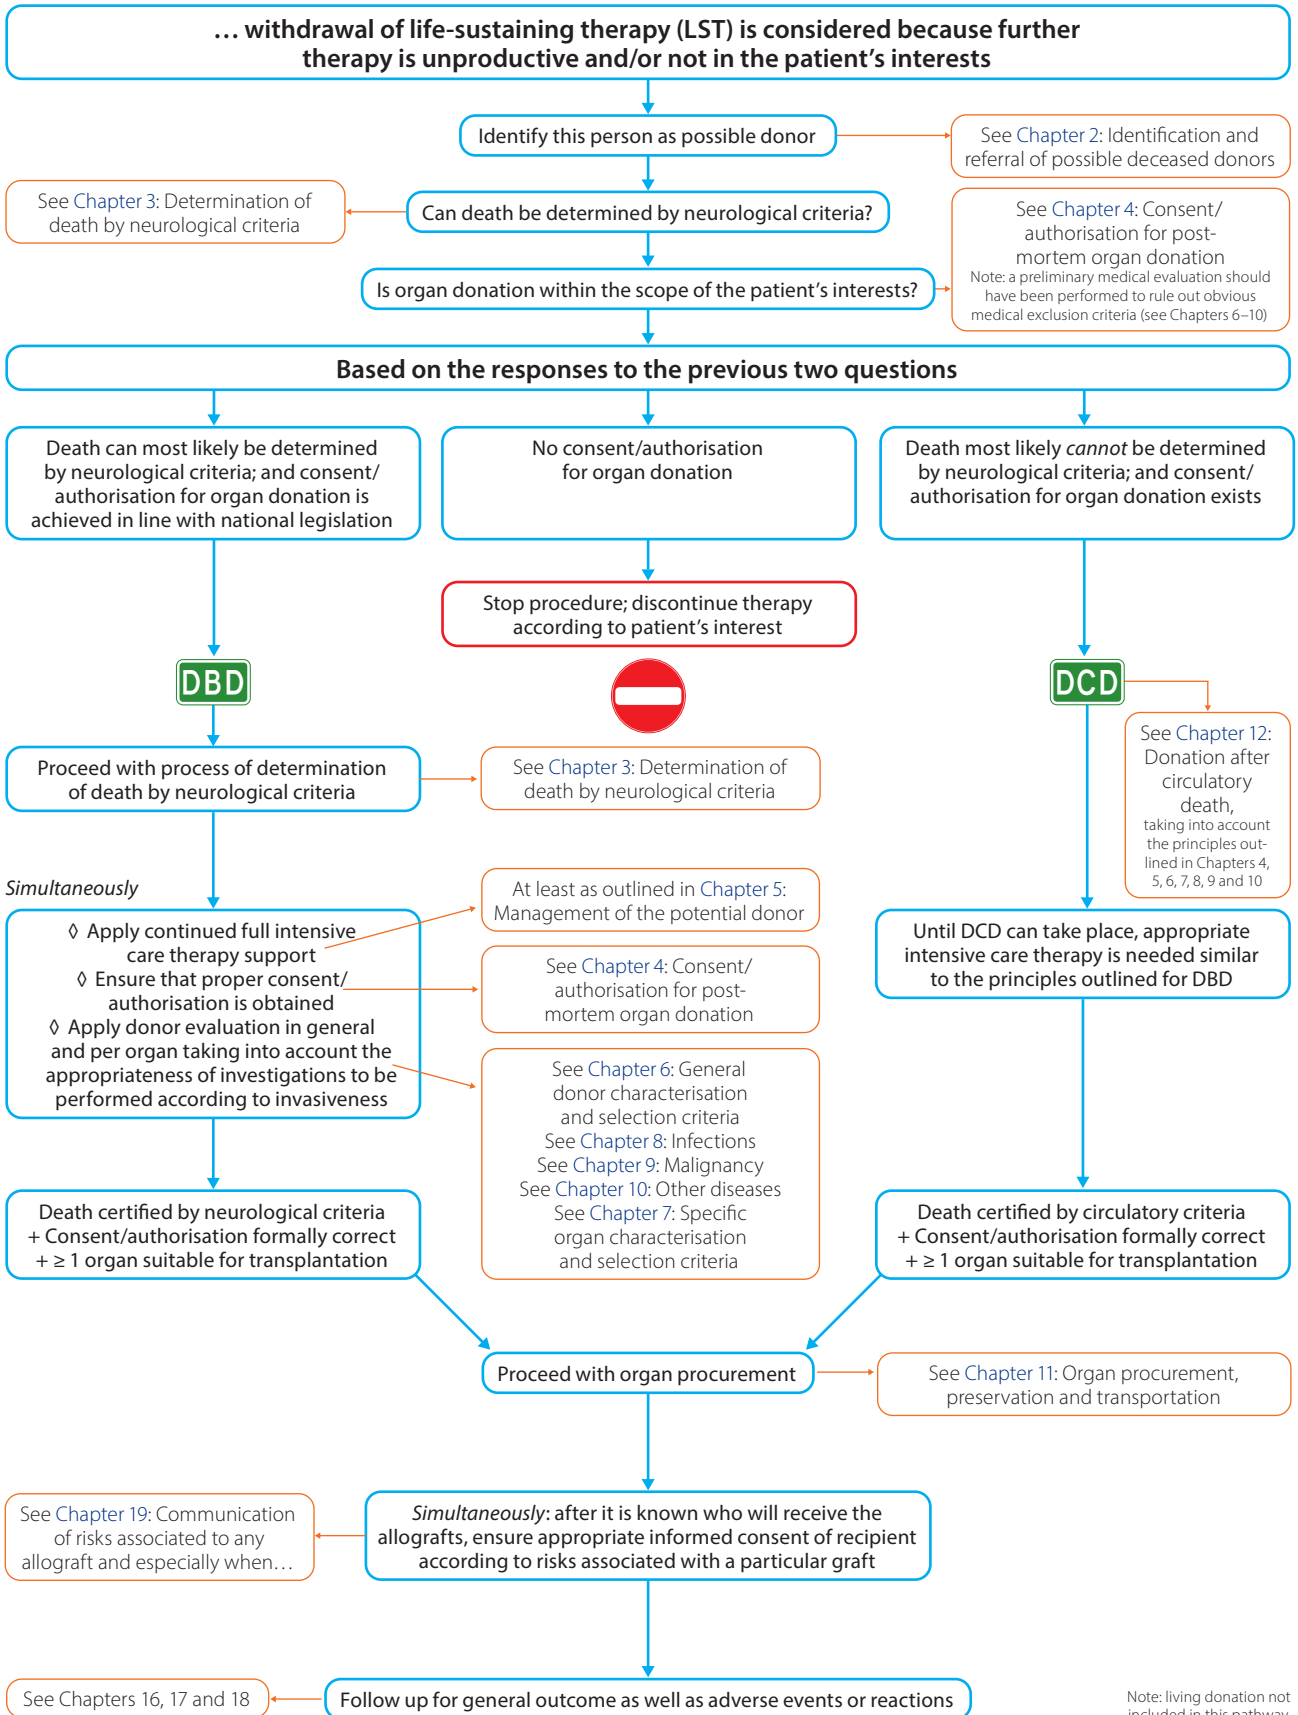 … withdrawal of life-sustaining therapy (LST) is considered because further
therapy is unproductive and/or not in the patient’s interests
Identify this person as possible donor
See Chapter 2: Identification and
referral of possible deceased donors
See Chapter 3: Determination of
death by neurological criteria
Can death be determined by neurological criteria?
See Chapter 4: Consent/
authorisation for post-
mortem organ donation
Note: a preliminary medical evaluation should
have been performed to rule out obvious
medical exclusion criteria (see Chapters 6–10)
Is organ donation within the scope of the patient’s interests?
Based on the responses to the previous two questions
Death can most likely be determined
by neurological criteria; and consent/
authorisation for organ donation is
achieved in line with national legislation
No consent/authorisation
for organ donation
Death most likely cannot be determined
by neurological criteria; and consent/
authorisation for organ donation exists
Stop procedure; discontinue therapy
according to patient’s interest
DBD
DCD
See Chapter 12:
Donation after
circulatory
death,
taking into account
the principles out-
lined in Chapters 4,
5, 6, 7, 8, 9 and 10
Proceed with process of determination
of death by neurological criteria
See Chapter 3: Determination of
death by neurological criteria
Simultaneously
◊ Apply continued full intensive
care therapy support
◊ Ensure that proper consent/
authorisation is obtained
◊ Apply donor evaluation in general
and per organ taking into account the
appropriateness of investigations to be
performed according to invasiveness
At least as outlined in Chapter 5:
Management of the potential donor
See Chapter 4: Consent/
authorisation for post-
mortem organ donation
See Chapter 6: General
donor characterisation
and selection criteria
See Chapter 8: Infections
See Chapter 9: Malignancy
See Chapter 10: Other diseases
See Chapter 7: Specific
organ characterisation
and selection criteria
Until DCD can take place, appropriate
intensive care therapy is needed similar
to the principles outlined for DBD
Death certified by neurological criteria
+ Consent/authorisation formally correct
+ ≥ 1 organ suitable for transplantation
Death certified by circulatory criteria
+ Consent/authorisation formally correct
+ ≥ 1 organ suitable for transplantation
Proceed with organ procurement
See Chapter 11: Organ procurement,
preservation and transportation
See Chapter 19: Communication
of risks associated to any
allograft and especially when…
Simultaneously: after it is known who will receive the
allografts, ensure appropriate informed consent of recipient
according to risks associated with a particular graft
See Chapters 16, 17 and 18
Follow up for general outcome as well as adverse events or reactions
Note: living donation not
included in this pathway